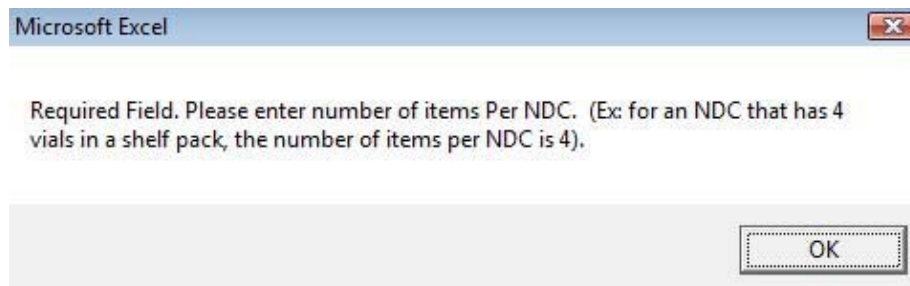 Microsoft Excel
Required Field. Please enter number of items Per NDC.  (Ex: for an NDC that has 4
vials in a shelf pack, the number of items per NDC is 4).
OK